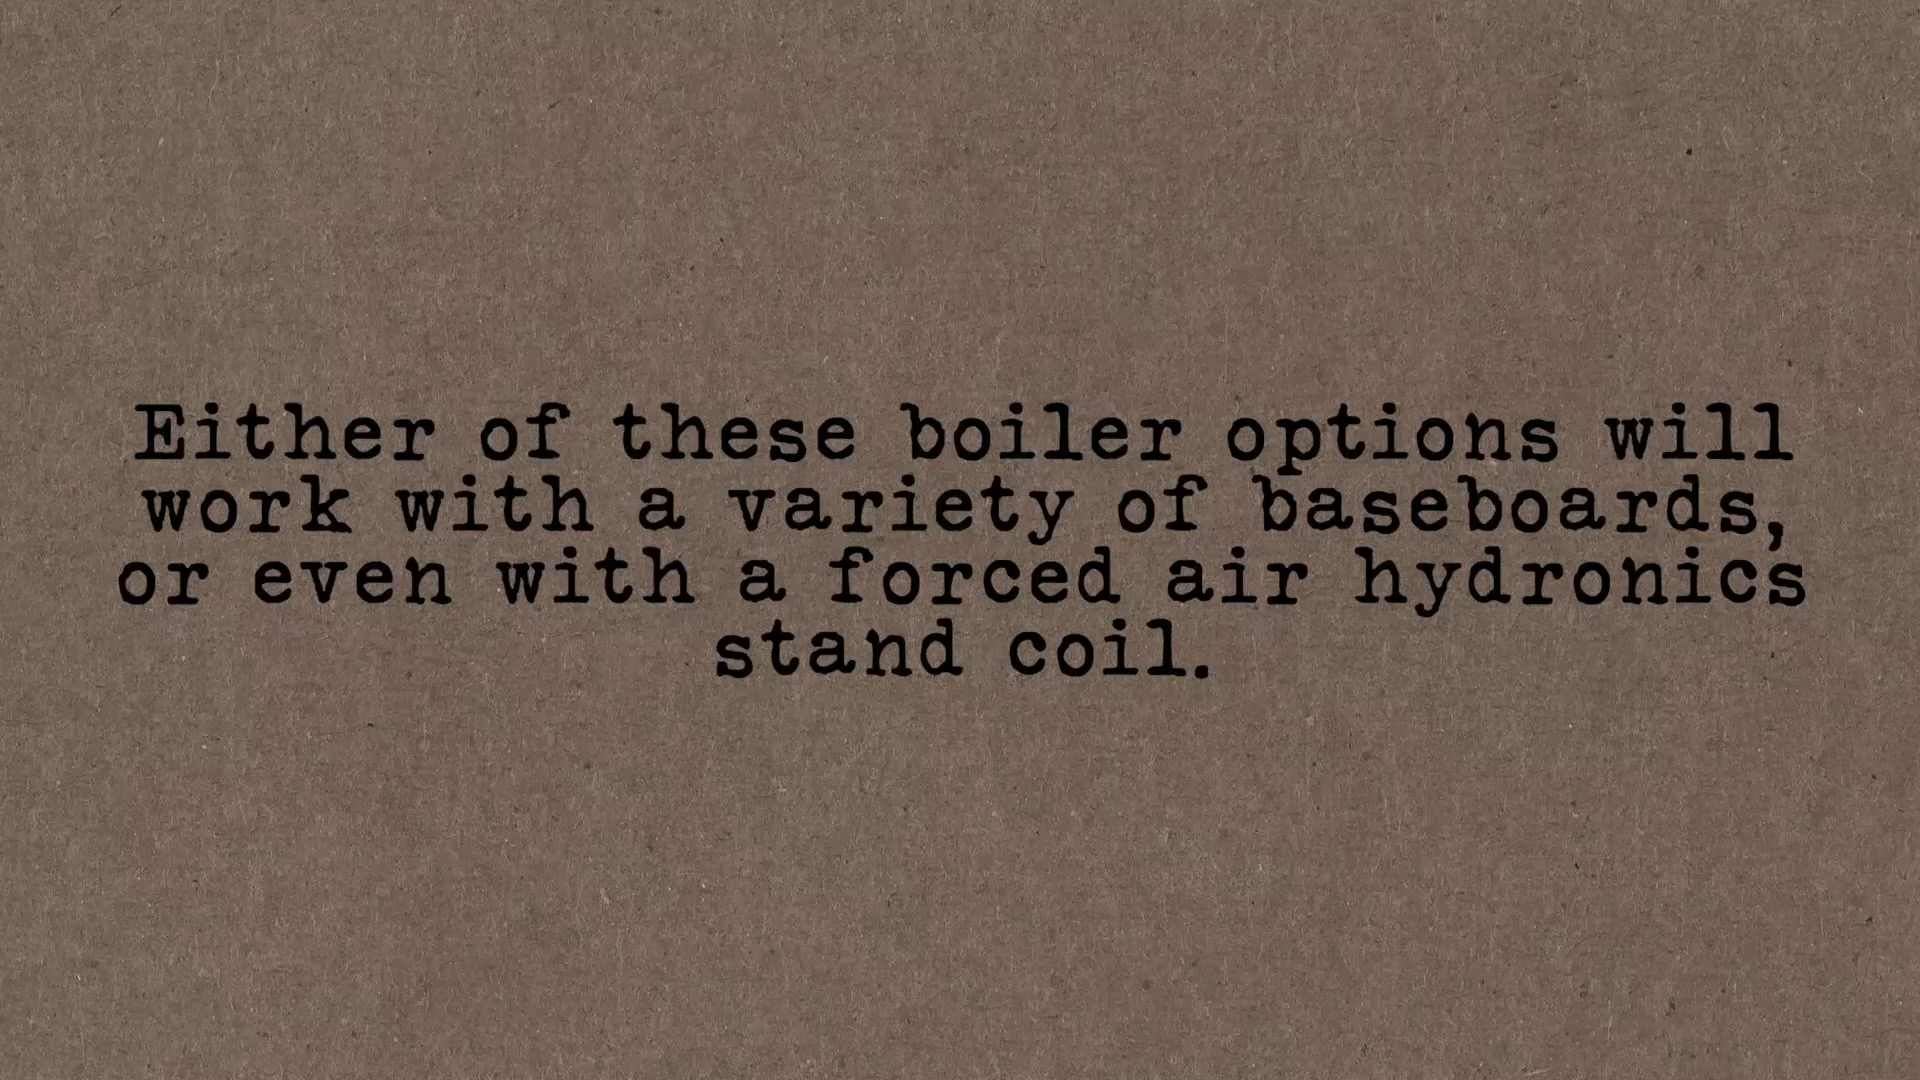 Either of these boiler options will
work with a variety of baseboards,
or even with a forced air hydronics
stand coil.